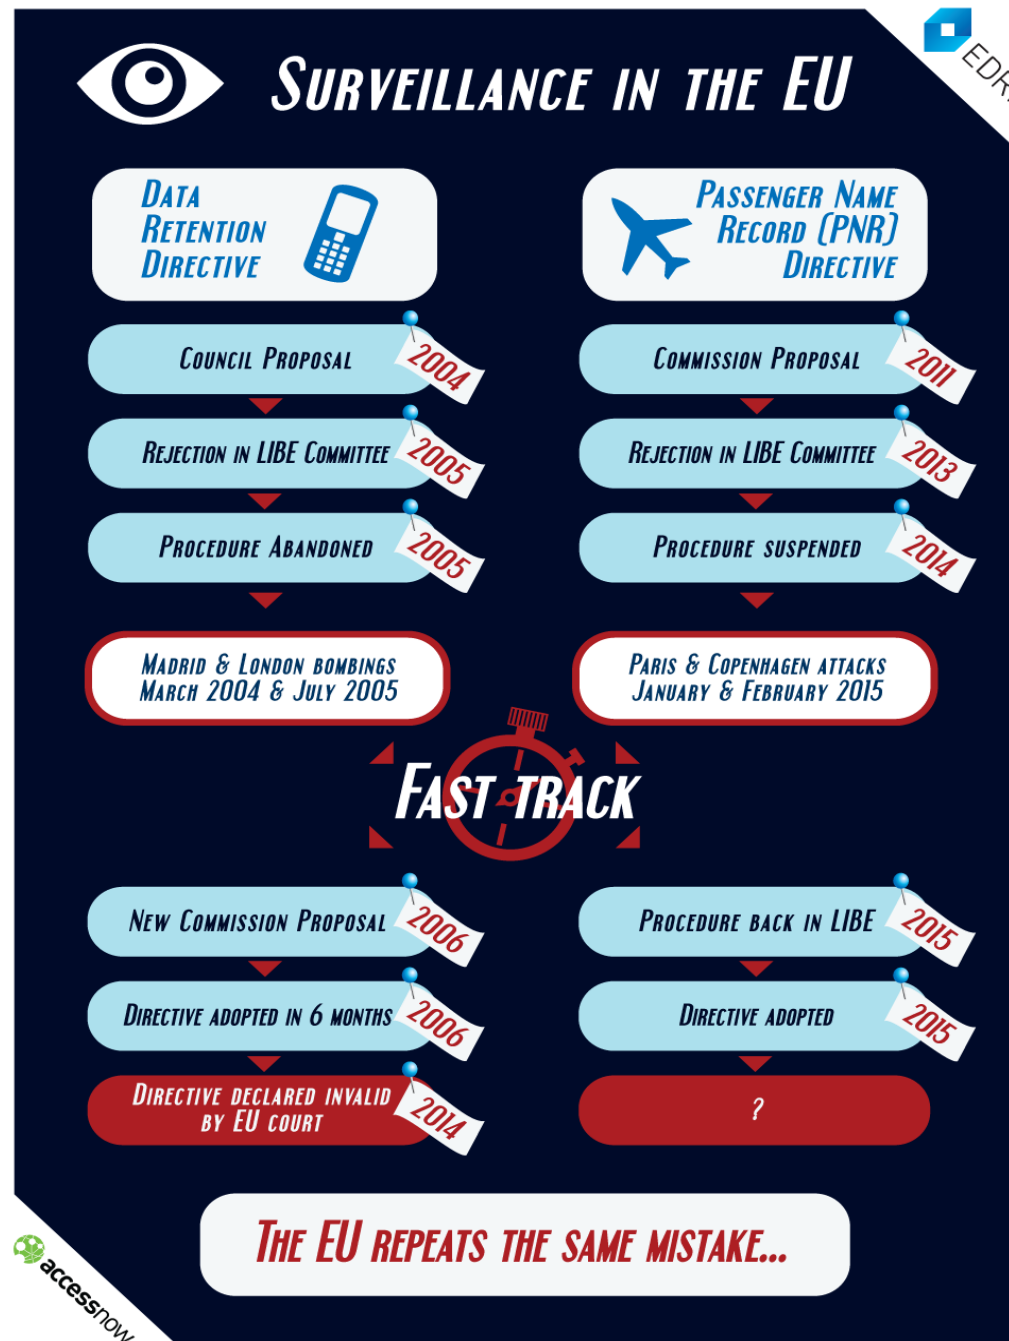 SURVEILLANCE IN THE EU
EDRi
DATA
RETENTION
DIRECTIVE
COUNCIL PROPOSAL
2004
REJECTION IN LIBE COMMITTEE
2005
PROCEDURE ABANDONED
2005
MADRID & LONDON BOMBINGS
MARCH 2004 & JULY 2005
PASSENGER NAME
RECORD (PNR)
DIRECTIVE
COMMISSION PROPOSAL
2011
REJECTION IN LIBE COMMITTEE
2013
PROCEDURE SUSPENDED
2014
PARIS & COPENHAGEN ATTACKS
JANUARY & FEBRUARY 2015
FAST TRACK
NEW COMMISSION PROPOSAL
2006
DIRECTIVE ADOPTED IN 6 MONTHS
2006
DIRECTIVE DECLARED INVALID
BY EU COURT
2014
PROCEDURE BACK IN LIBE
2015
DIRECTIVE ADOPTED
2015
?
THE EU REPEATS THE SAME MISTAKE...
accessnow